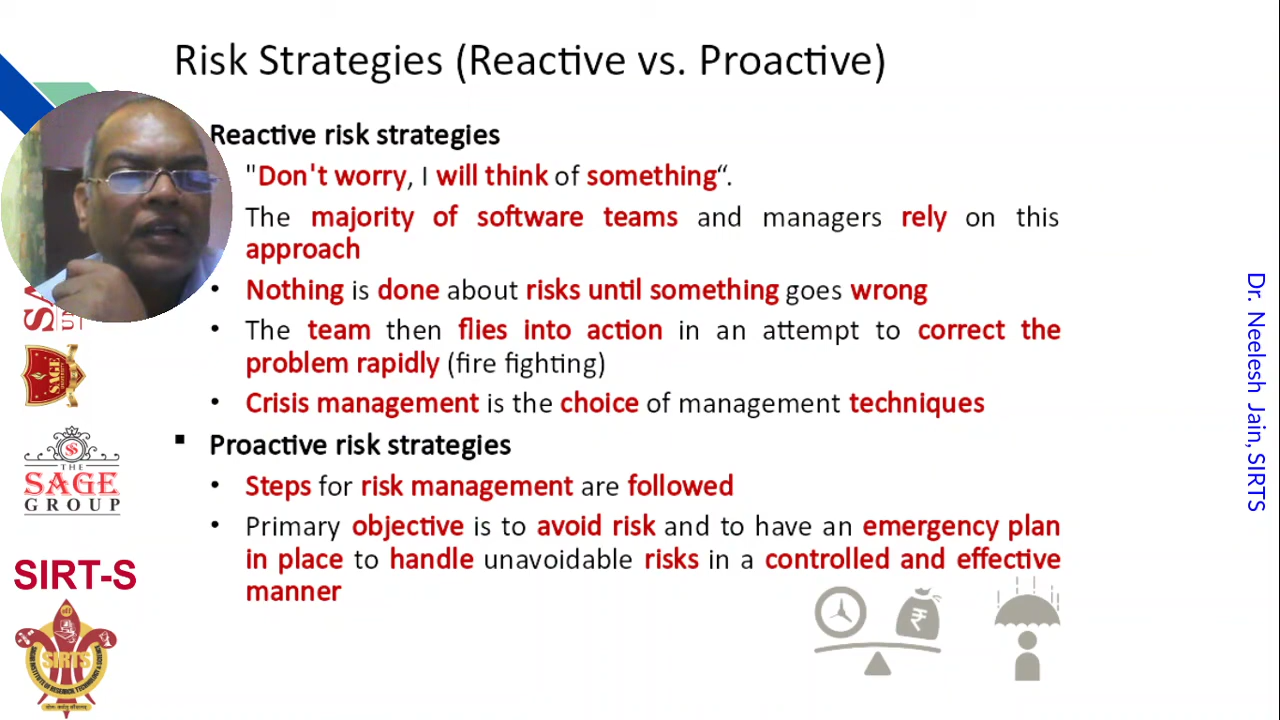 Risk Strategies (Reactive vs. Proactive)
Reactive risk strategies
"Don't worry, I will think of something“.
The majority of software teams and managers rely on this
approach
• Nothing is done about risks until something goes wrong
• The team then flies into action in an attempt to correct the
problem rapidly (fire fighting)
• Crisis management is the choice of management techniques
▪ Proactive risk strategies
• Steps for risk management are followed
• Primary objective is to avoid risk and to have an emergency plan
in place to handle unavoidable risks in a controlled and effective
manner
Dr. Neelesh Jain, SIRTS
SAGE
THE
SAGE
GROUP
SIRT-S
SIRTS
₹